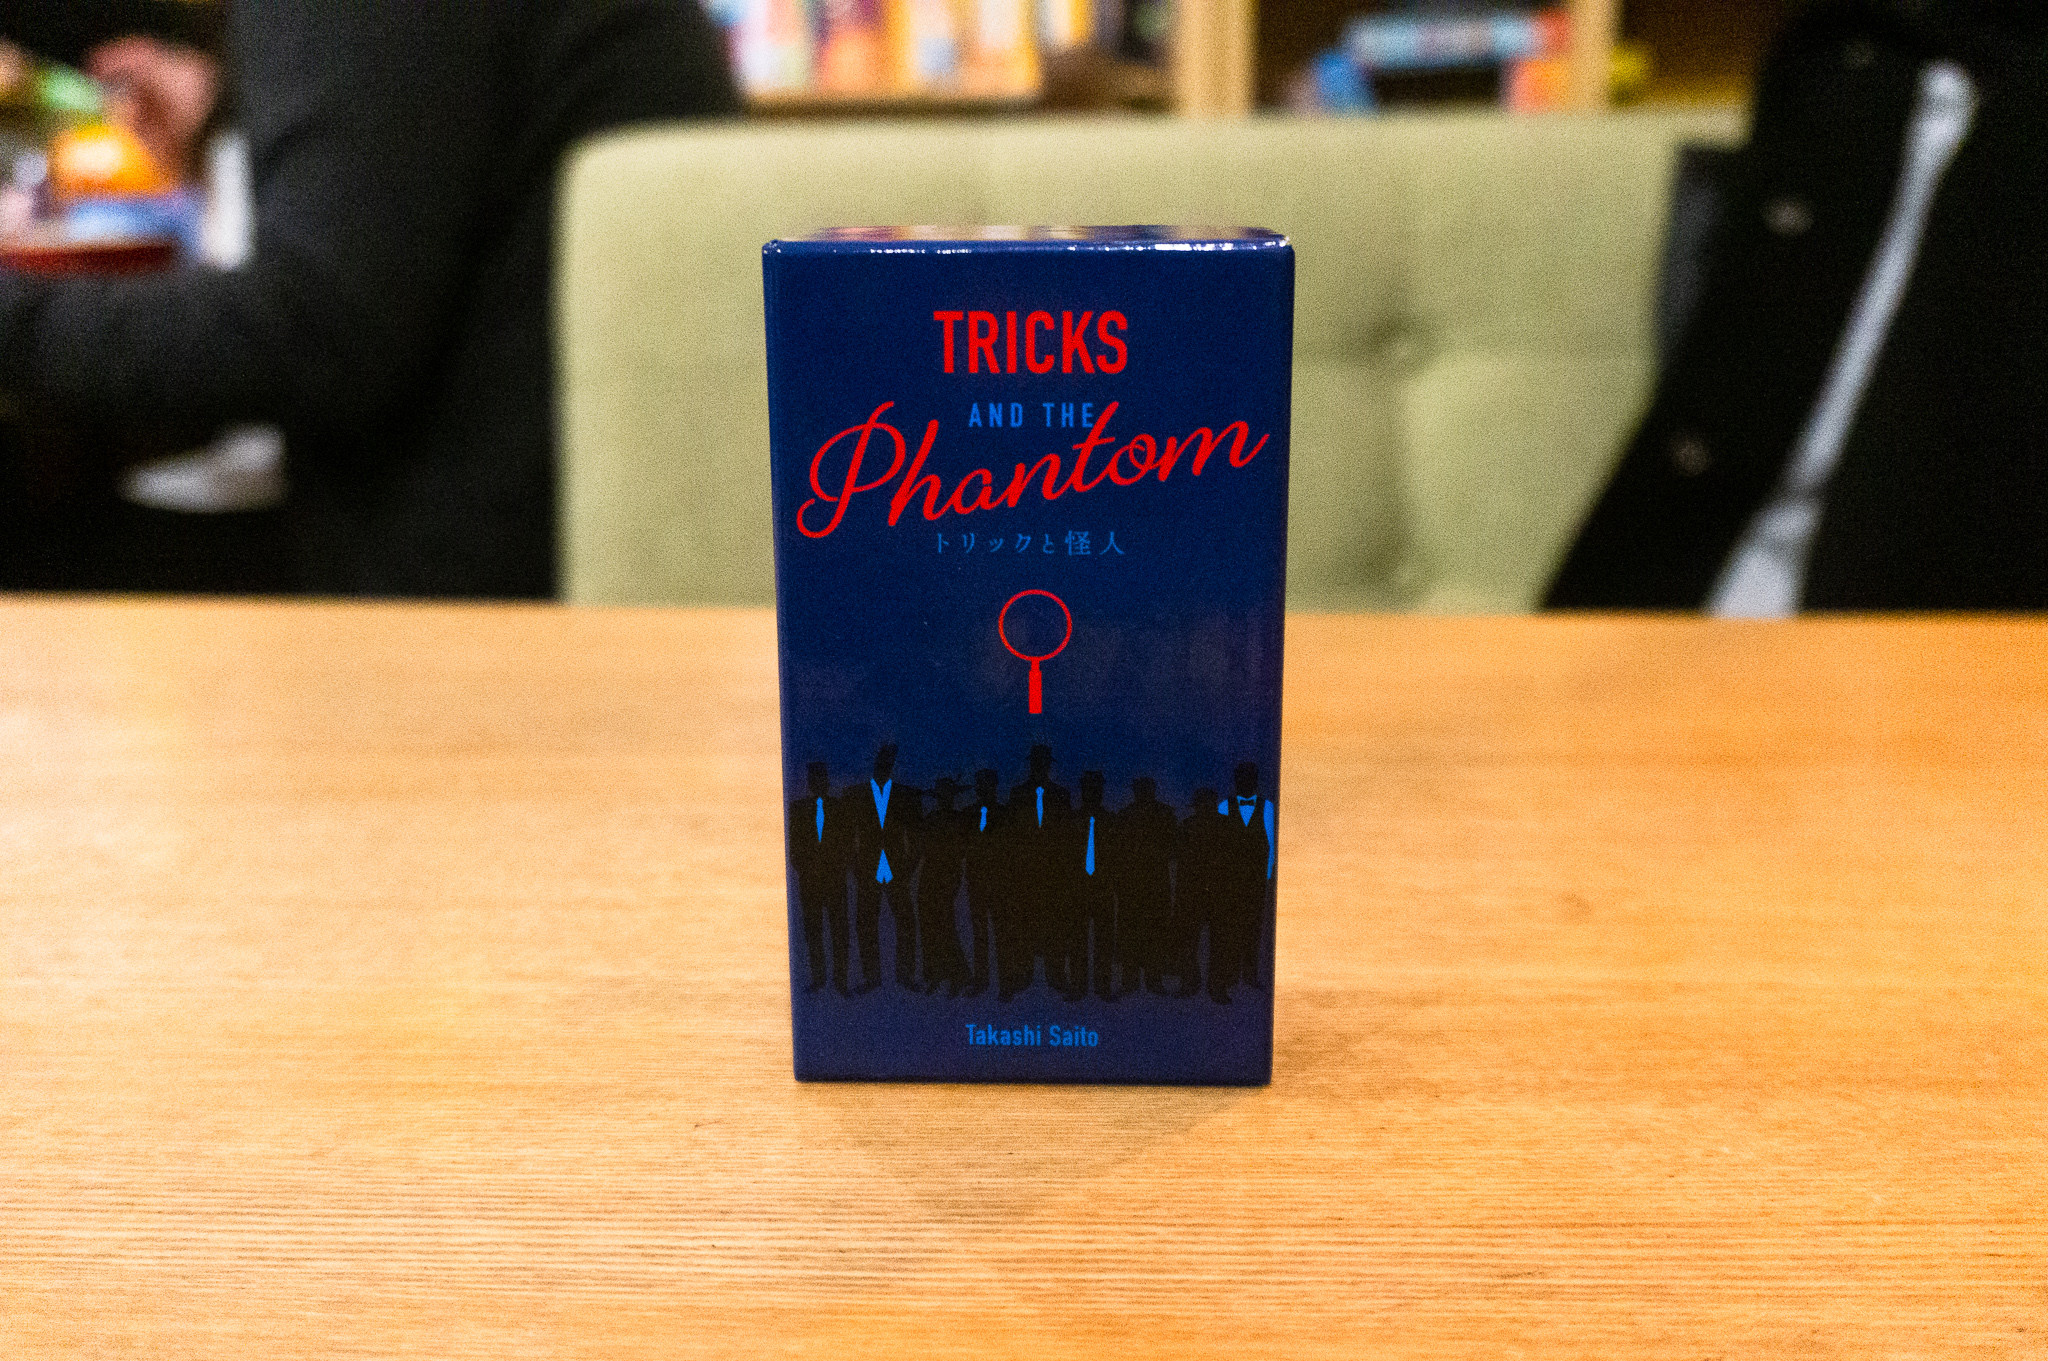 TRICKS
AND THE
Phantom
トリックと怪人
Takashi Saito